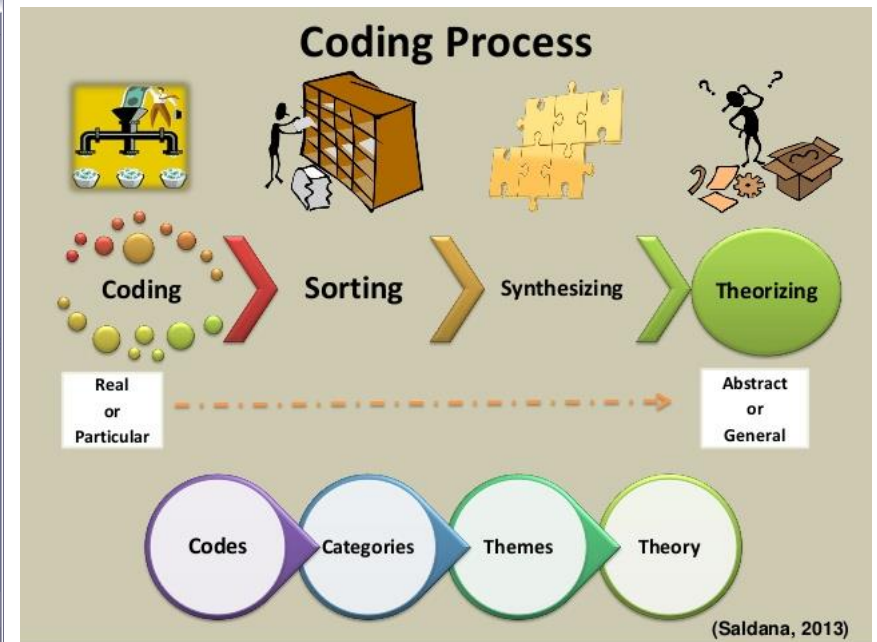 Coding Process
Coding
Sorting
Synthesizing
Theorizing
Real
or
Particular
Abstract
or
General
Codes
Categories
Themes
Theory
(Saldana, 2013)